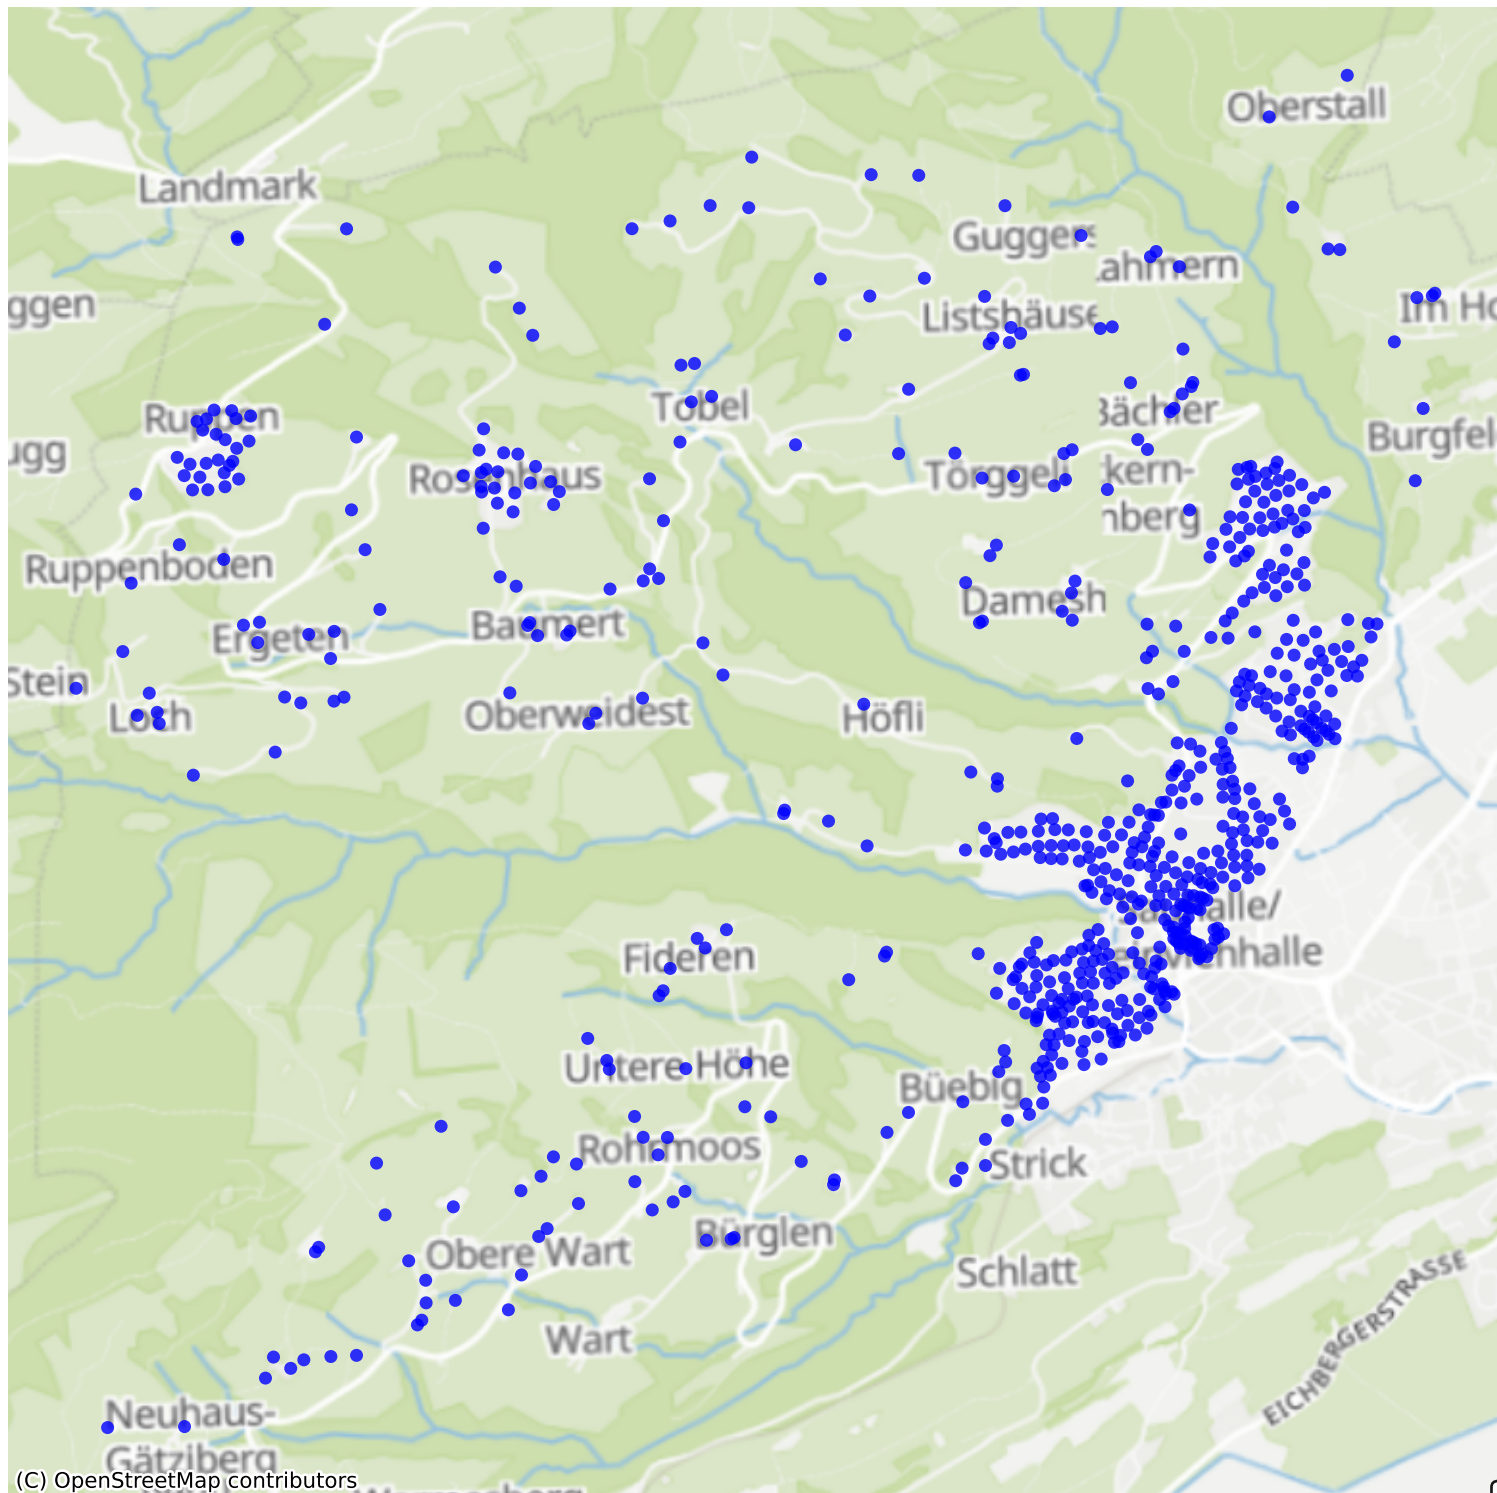 Oberstall
Landmark
Guggers
ahmern
ggen
Im Ho
Listshäuse
Tobel
Ruppen
Bächler
Burgfel
ugg
Rosenhaus
Törggeli
kern-
nberg
Ruppenboden
Damesh
Baumert
Ergeten
Stein
Loch
Oberweidest
Höfli
halle/
Fideren
Untere Höhe
Büebig
Rohrmoos
Strick
Bürglen
Obere Wart
Schlatt
EICHBERGERSTRASSE
Wart
Neuhaus-
Gätziberg
(C) OpenStreetMap contributors